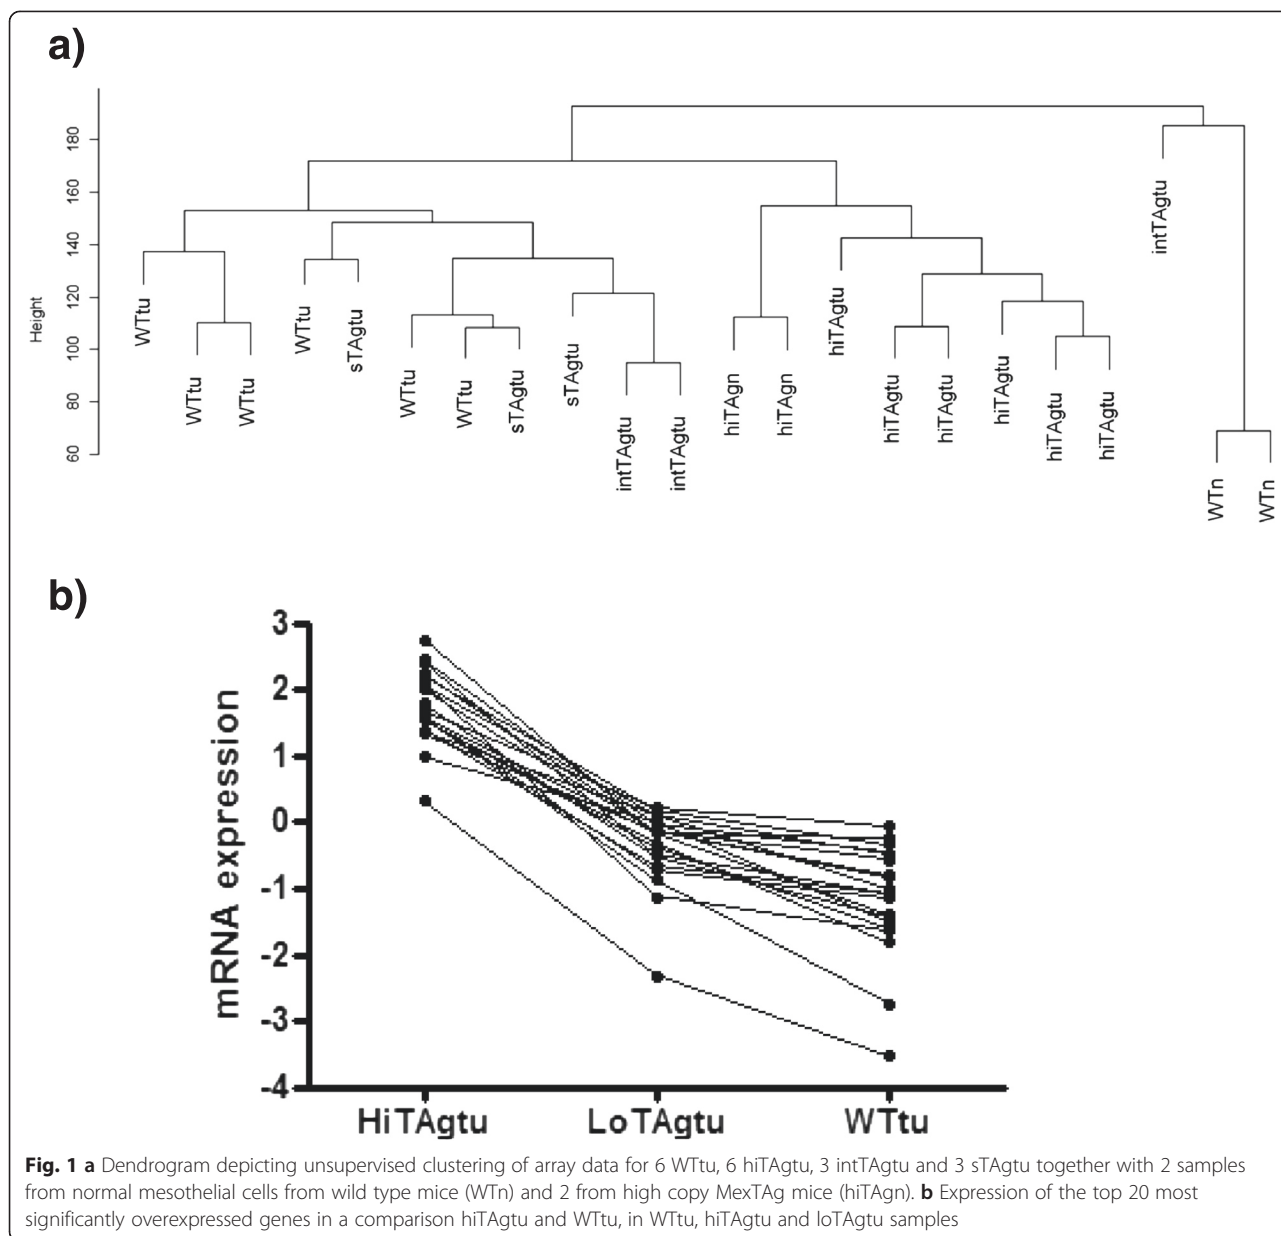 a)
Height
180
160
140
120
100
80
60
WTtu
WTtu
WTtu
WTtu
sTAgtu
WTtu
WTtu
sTAgtu
sTAgtu
intTAgtu
intTAgtu
hiTAgn
hiTAgn
hiTAgtu
hiTAgtu
hiTAgtu
hiTAgtu
hiTAgtu
hiTAgtu
intTAgtu
WTn
WTn
b)
mRNA expression
3
2
1
0
-1
-2
-3
-4
HiTAgtu LoTAgtu WTtu
Fig. 1 a Dendrogram depicting unsupervised clustering of array data for 6 WTtu, 6 hiTAgtu, 3 intTAgtu and 3 sTAgtu together with 2 samples
from normal mesothelial cells from wild type mice (WTn) and 2 from high copy MexTAg mice (hiTAgn). b Expression of the top 20 most
significantly overexpressed genes in a comparison hiTAgtu and WTtu, in WTtu, hiTAgtu and loTAgtu samples